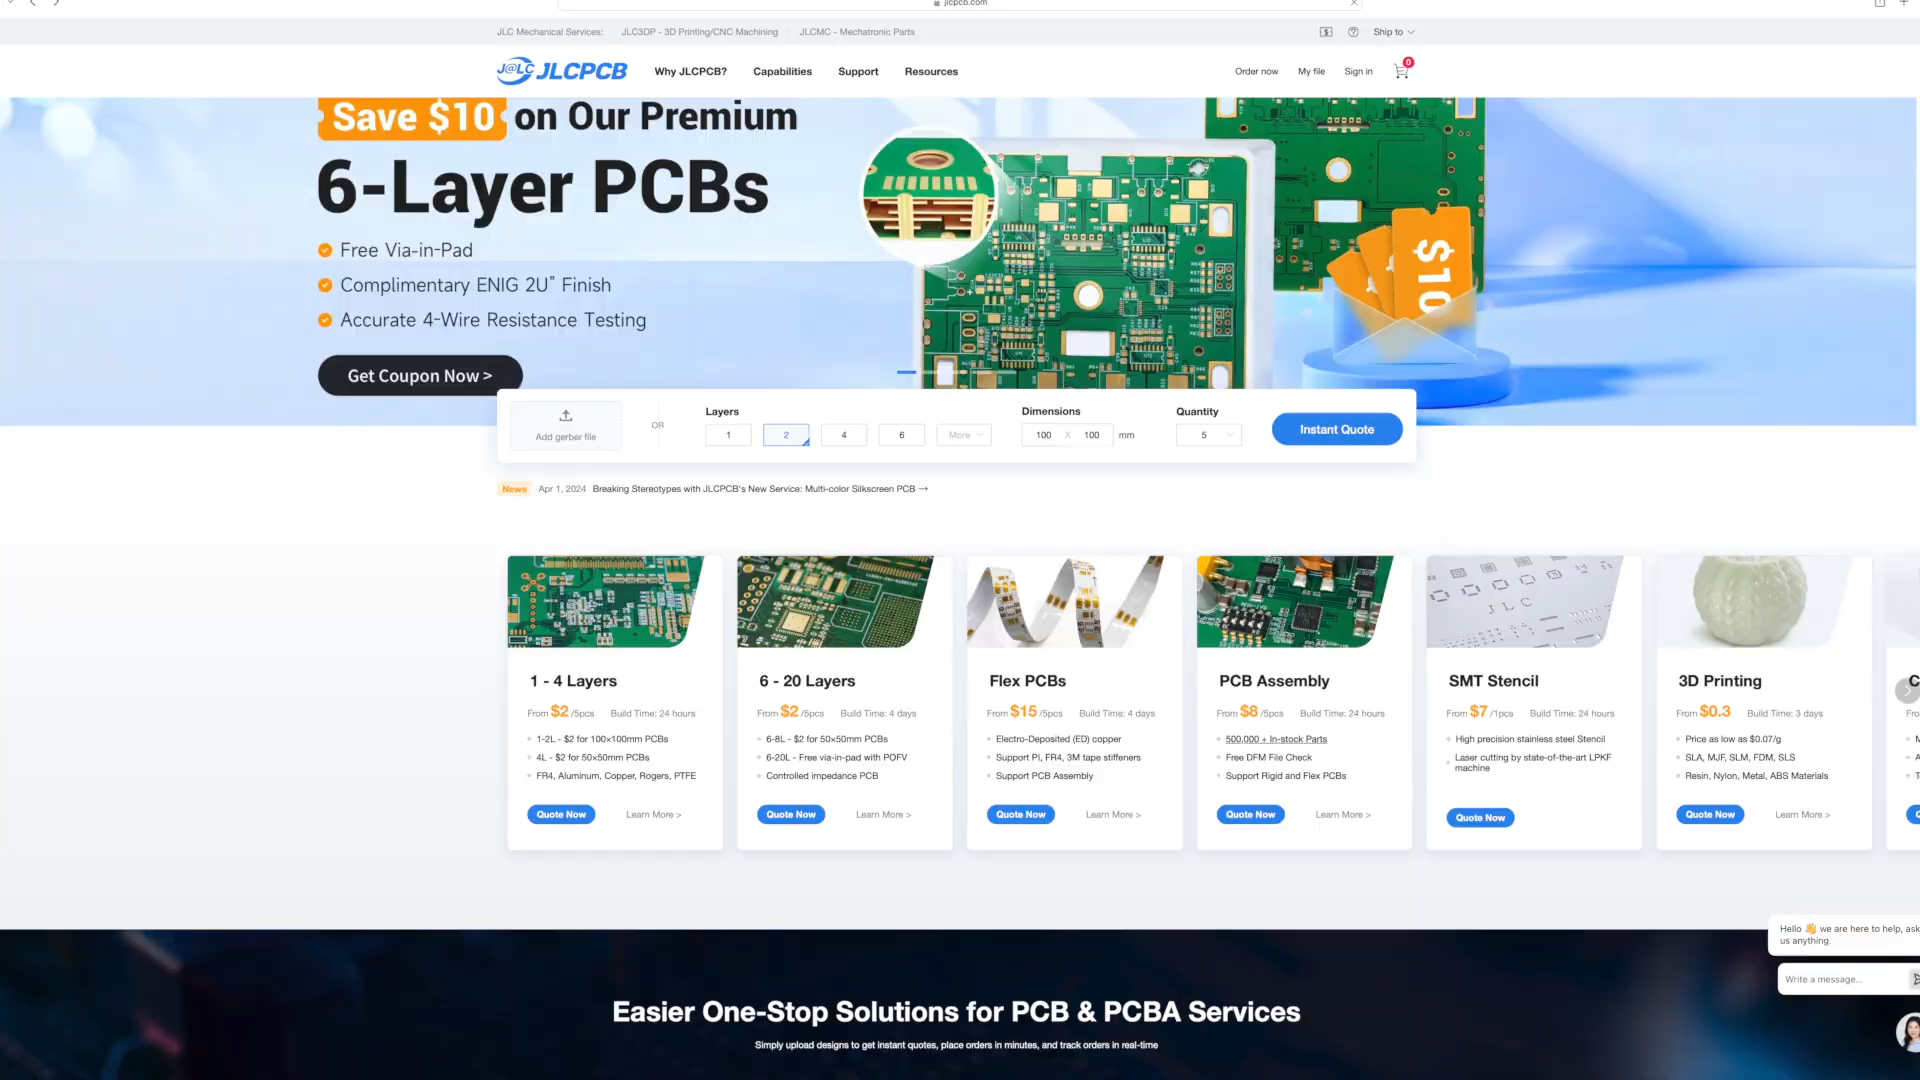 jlcpcb.com
JLC Mechanical Services: JLC3DP - 3D Printing/CNC Machining JLCMC - Mechatronic Parts
Ship to
J@LC JLCPCB Why JLCPCB? Capabilities Support Resources
Order now My file Sign in 0
Save $10 on Our Premium
6-Layer PCBs
Free Via-in-Pad
Complimentary ENIG 2U" Finish
Accurate 4-Wire Resistance Testing
Get Coupon Now >
$10
Add gerber file
OR
Layers
1 2 4 6 More
Dimensions
100 X 100 mm
Quantity
5
Instant Quote
News Apr 1, 2024 Breaking Stereotypes with JLCPCB's New Service: Multi-color Silkscreen PCB →
1 - 4 Layers
From $2 /5pcs Build Time: 24 hours
1-2L - $2 for 100×100mm PCBs
4L - $2 for 50×50mm PCBs
FR4, Aluminum, Copper, Rogers, PTFE
Quote Now Learn More >
6 - 20 Layers
From $2 /5pcs Build Time: 4 days
6-8L - $2 for 50×50mm PCBs
6-20L - Free via-in-pad with POFV
Controlled impedance PCB
Quote Now Learn More >
Flex PCBs
From $15 /5pcs Build Time: 4 days
Electro-Deposited (ED) copper
Support PI, FR4, 3M tape stiffeners
Support PCB Assembly
Quote Now Learn More >
PCB Assembly
From $8 /5pcs Build Time: 24 hours
500,000 + In-stock Parts
Free DFM File Check
Support Rigid and Flex PCBs
Quote Now Learn More >
JLC
SMT Stencil
From $7 /1pcs Build Time: 24 hours
High precision stainless steel Stencil
Laser cutting by state-of-the-art LPKF
machine
Quote Now
3D Printing
From $0.3 Build Time: 3 days
Price as low as $0.07/g
SLA, MJF, SLM, FDM, SLS
Resin, Nylon, Metal, ABS Materials
Quote Now Learn More >
Hello 👋 we are here to help, ask
us anything.
Write a message...
Easier One-Stop Solutions for PCB & PCBA Services
Simply upload designs to get instant quotes, place orders in minutes, and track orders in real-time